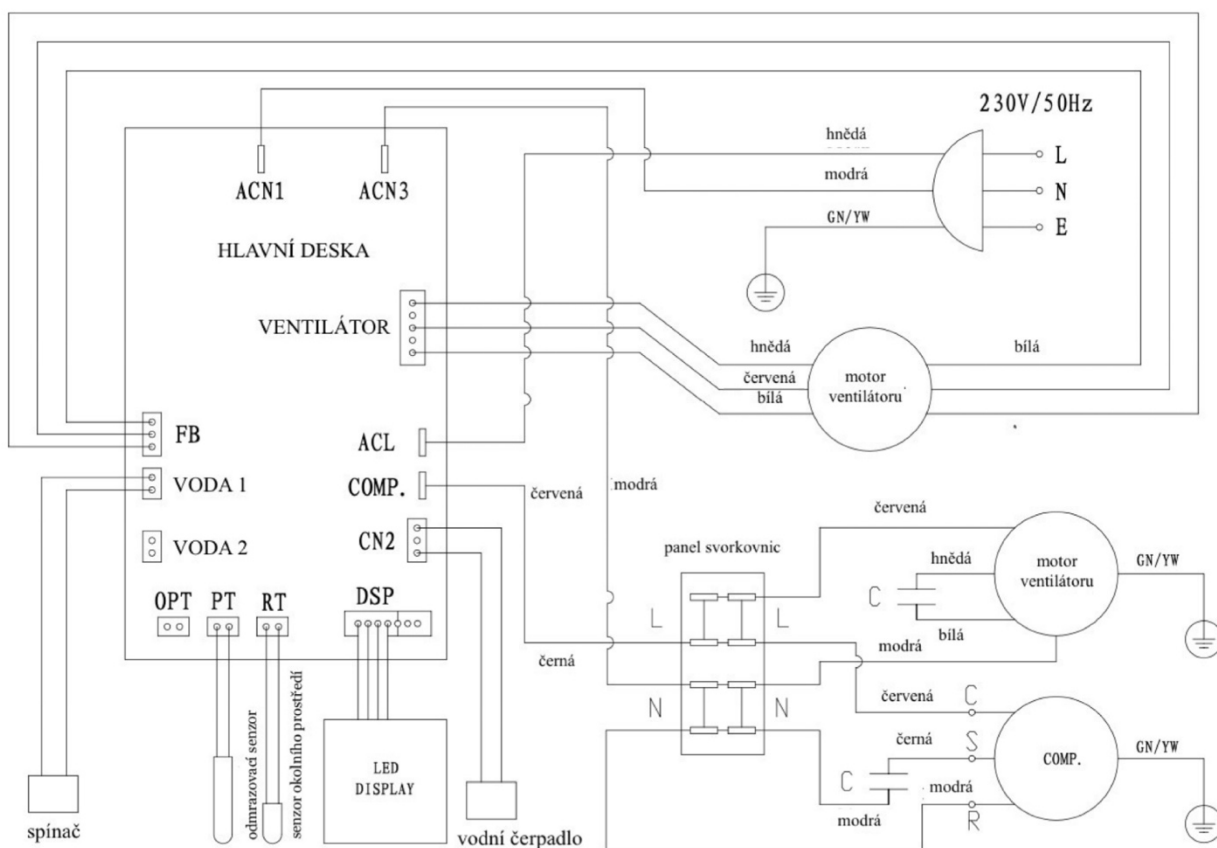 230V/50Hz
hnědá
L
modrá
N
GN/YW
E
ACN1
ACN3
HLAVNÍ DESKA
VENTILÁTOR
hnědá
červená
bílá
motor
ventilátoru
bílá
FB
ACL
VODA 1
COMP.
červená
modrá
VODA 2
CN2
panel svorkovnic
červená
hnědá
C
bílá
motor
ventilátoru
GN/YW
OPT
PT
RT
DSP
L
L
černá
modrá
N
N
červená
C
černá
S
C
modrá
modrá
R
COMP.
GN/YW
odmrazovací senzor
senzor okolního prostředí
LED
DISPLAY
spínač
vodní čerpadlo